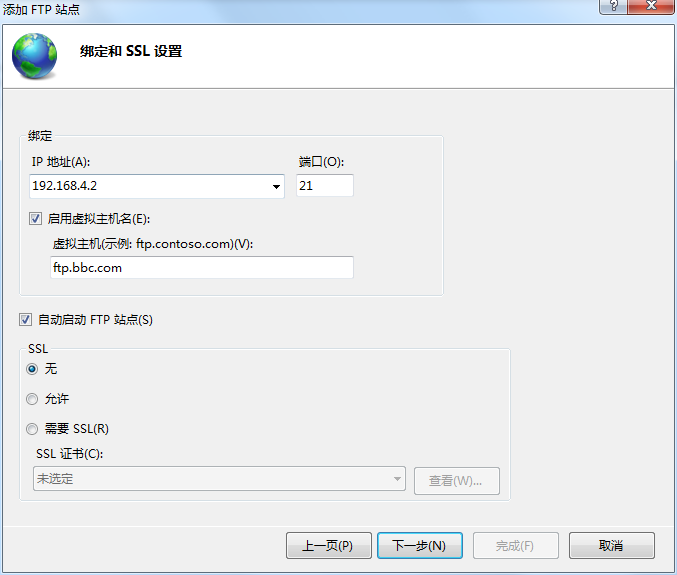 添加 FTP 站点
?
绑定和 SSL 设置
绑定
IP 地址(A):
端口(O):
192.168.4.2
21
启用虚拟主机名(E):
虚拟主机(示例: ftp.contoso.com)(V):
ftp.bbc.com
自动启动 FTP 站点(S)
SSL
无
允许
需要 SSL(R)
SSL 证书(C):
未选定
查看(W)...
上一页(P)
下一步(N)
完成(F)
取消